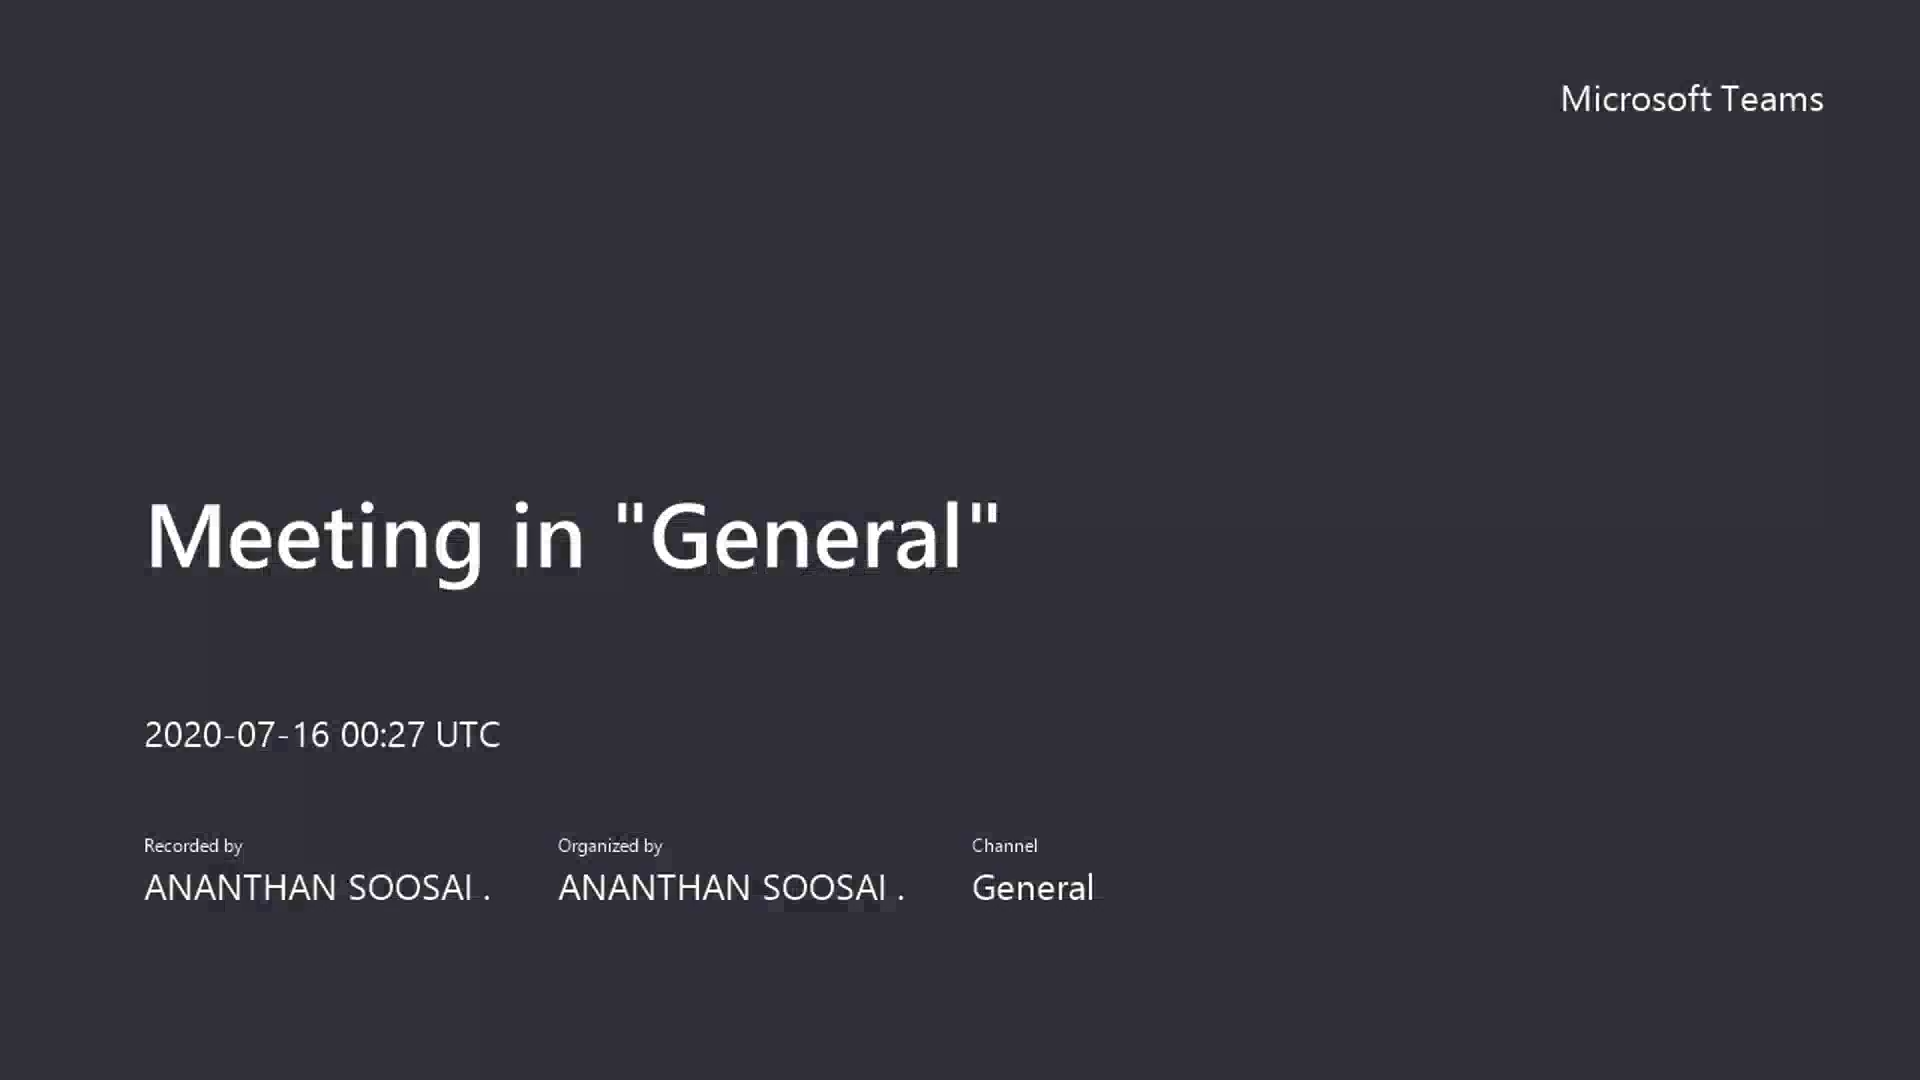 Microsoft Teams
Meeting in "General"
2020-07-16 00:27 UTC
Recorded by
ANANTHAN SOOSAI .
Organized by
ANANTHAN SOOSAI .
Channel
General